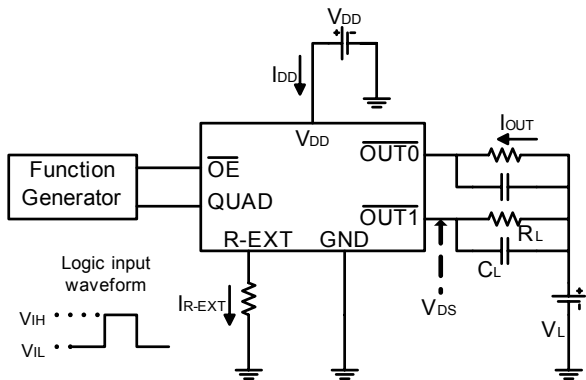 VDD
+ -
IDD
VDD
IOUT
Function
Generator
OE
QUAD
OUT0
OUT1
R-EXT
GND
RL
CL
Logic input
waveform
IR-EXT
VDS
VIH
VIL
+
-
VL